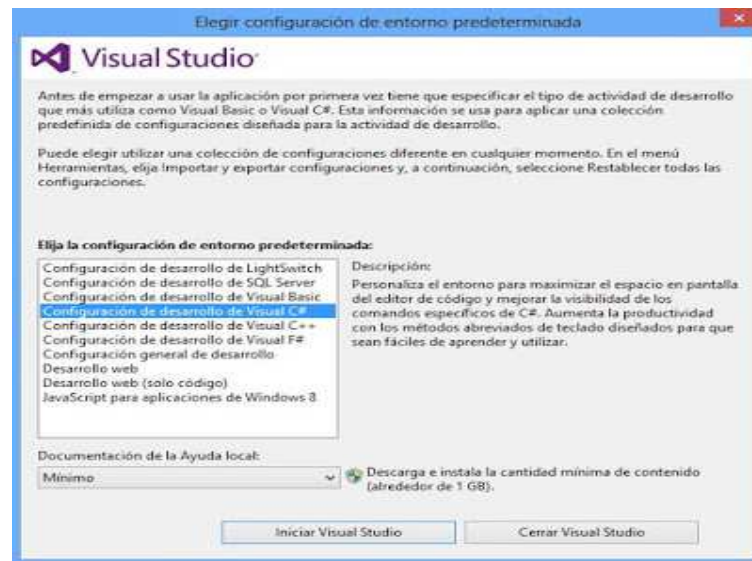 Elegir configuración de entorno predeterminada
Visual Studio
Antes de empezar a usar la aplicación por primera vez tiene que especificar el tipo de actividad de desarrollo
que más utiliza como Visual Basic o Visual C#. Esta información se usa para aplicar una colección
predefinida de configuraciones diseñada para la actividad de desarrollo.
Puede elegir utilizar una colección de configuraciones diferente en cualquier momento. En el menú
Herramientas, elija Importar y exportar configuraciones y, a continuación, seleccione Restablecer todas las
configuraciones.
Elija la configuración de entorno predeterminada:
Configuración de desarrollo de LightSwitch
Configuración de desarrollo de SQL Server
Configuración de desarrollo de Visual Basic
Configuración de desarrollo de Visual C#
Configuración de desarrollo de Visual C++
Configuración de desarrollo de Visual F#
Configuración general de desarrollo
Desarrollo web
Desarrollo web (solo código)
JavaScript para aplicaciones de Windows 8
Descripción:
Personaliza el entorno para maximizar el espacio en pantalla
del editor de código y mejorar la visibilidad de los
comandos específicos de C#. Aumenta la productividad
con los métodos abreviados de teclado diseñados para que
sean fáciles de aprender y utilizar.
Documentación de la Ayuda local:
Mínimo
Descarga e instala la cantidad mínima de contenido
(alrededor de 1 GB).
Iniciar Visual Studio
Cerrar Visual Studio